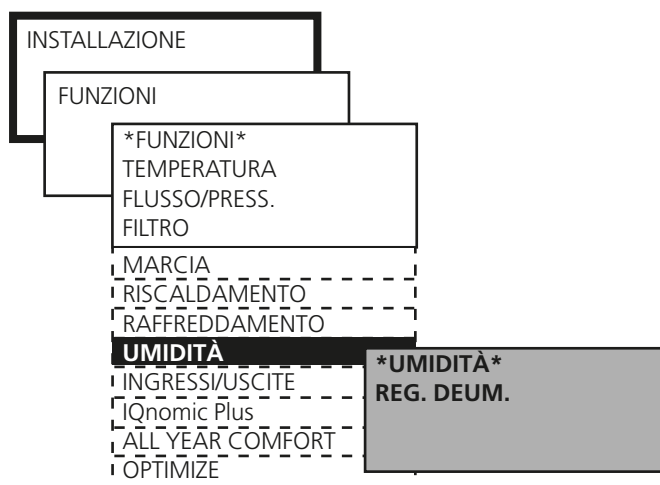 INSTALLAZIONE
FUNZIONI
*FUNZIONI*
TEMPERATURA
FLUSSO/PRESS.
FILTRO
MARCIA
RISCALDAMENTO
RAFFREDDAMENTO
UMIDITÀ
INGRESSI/USCITE
IQnomic Plus
ALL YEAR COMFORT
OPTIMIZE
*UMIDITÀ*
REG. DEUM.